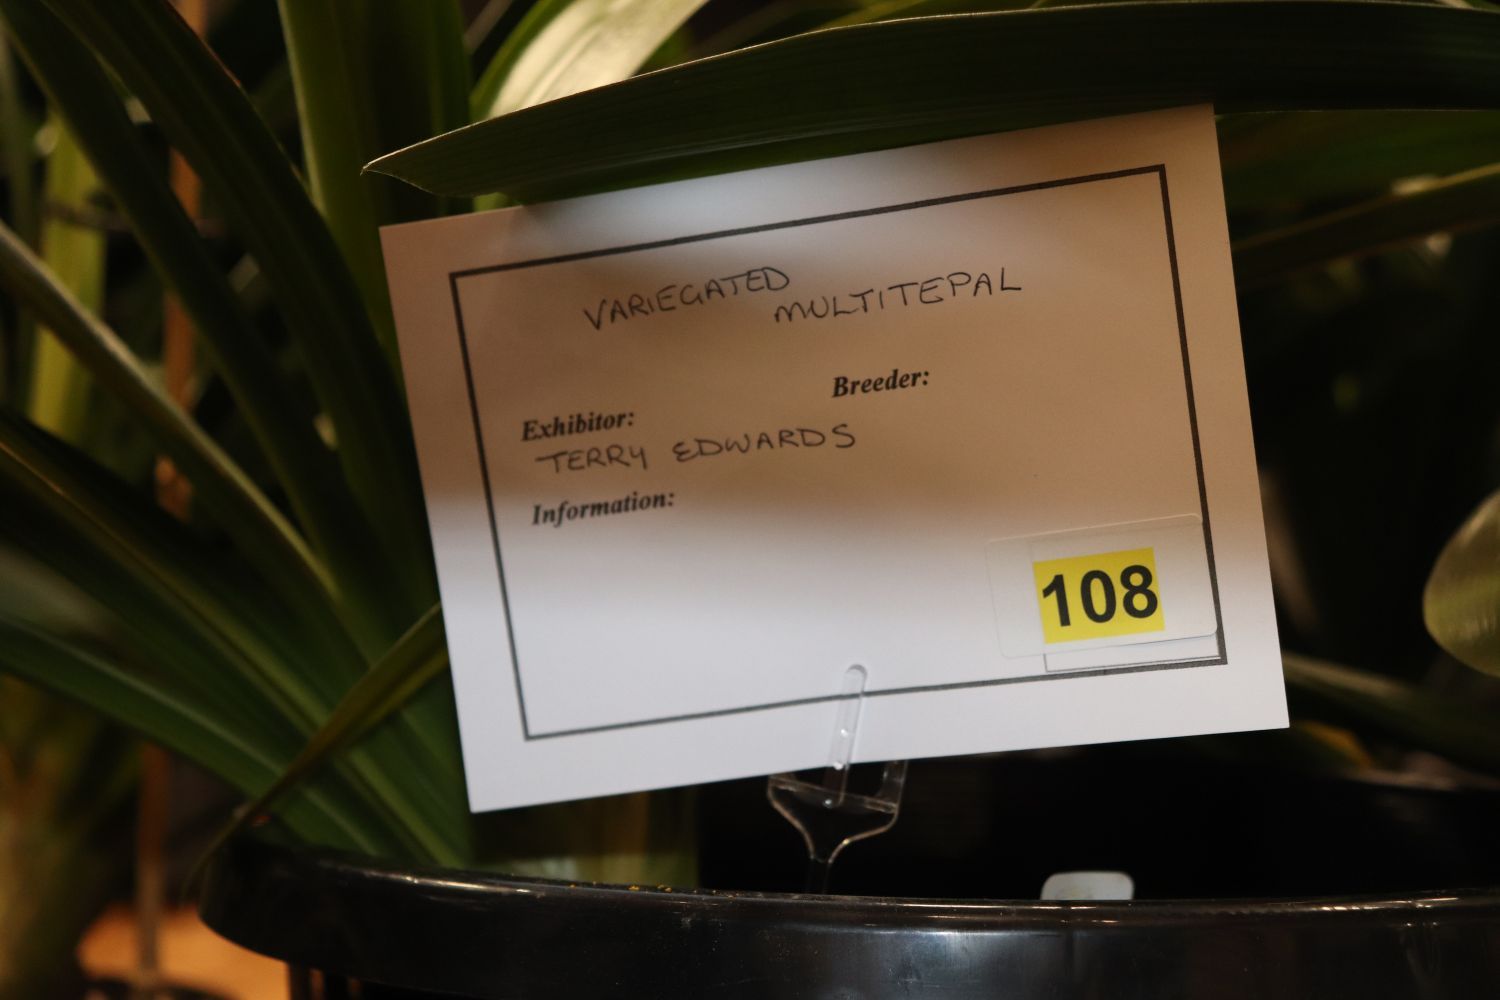 VARIEGATED
MULTITEPAL
Breeder:
Exhibitor:
TERRY EDWARDS
Information:
108